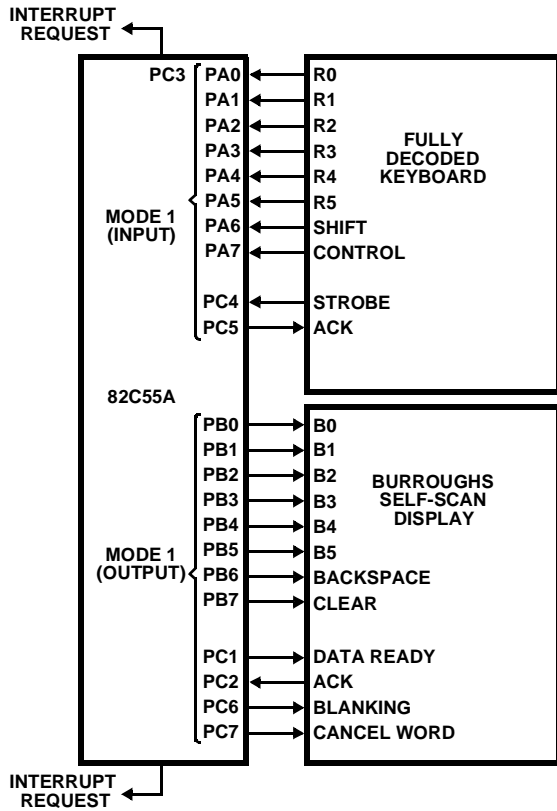 INTERRUPT
REQUEST
PC3 PA0 R0
PA1 R1
PA2 R2
PA3 R3
PA4 R4
PA5 R5
PA6 SHIFT
PA7 CONTROL
MODE 1
(INPUT)
FULLY
DECODED
KEYBOARD
PC4 STROBE
PC5 ACK
82C55A
PB0 B0
PB1 B1
PB2 B2
PB3 B3
PB4 B4
PB5 B5
PB6 BACKSPACE
PB7 CLEAR
MODE 1
(OUTPUT)
BURROUGHS
SELF-SCAN
DISPLAY
PC1 DATA READY
PC2 ACK
PC6 BLANKING
PC7 CANCEL WORD
INTERRUPT
REQUEST